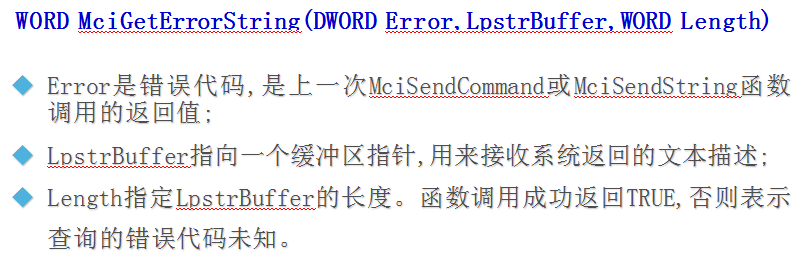 WORD MciGetErrorString(DWORD Error,LpstrBuffer,WORD Length)
Error是错误代码,是上一次MciSendCommand或MciSendString函数
调用的返回值;
LpstrBuffer指向一个缓冲区指针,用来接收系统返回的文本描述;
Length指定LpstrBuffer的长度。函数调用成功返回TRUE,否则表示
查询的错误代码未知。